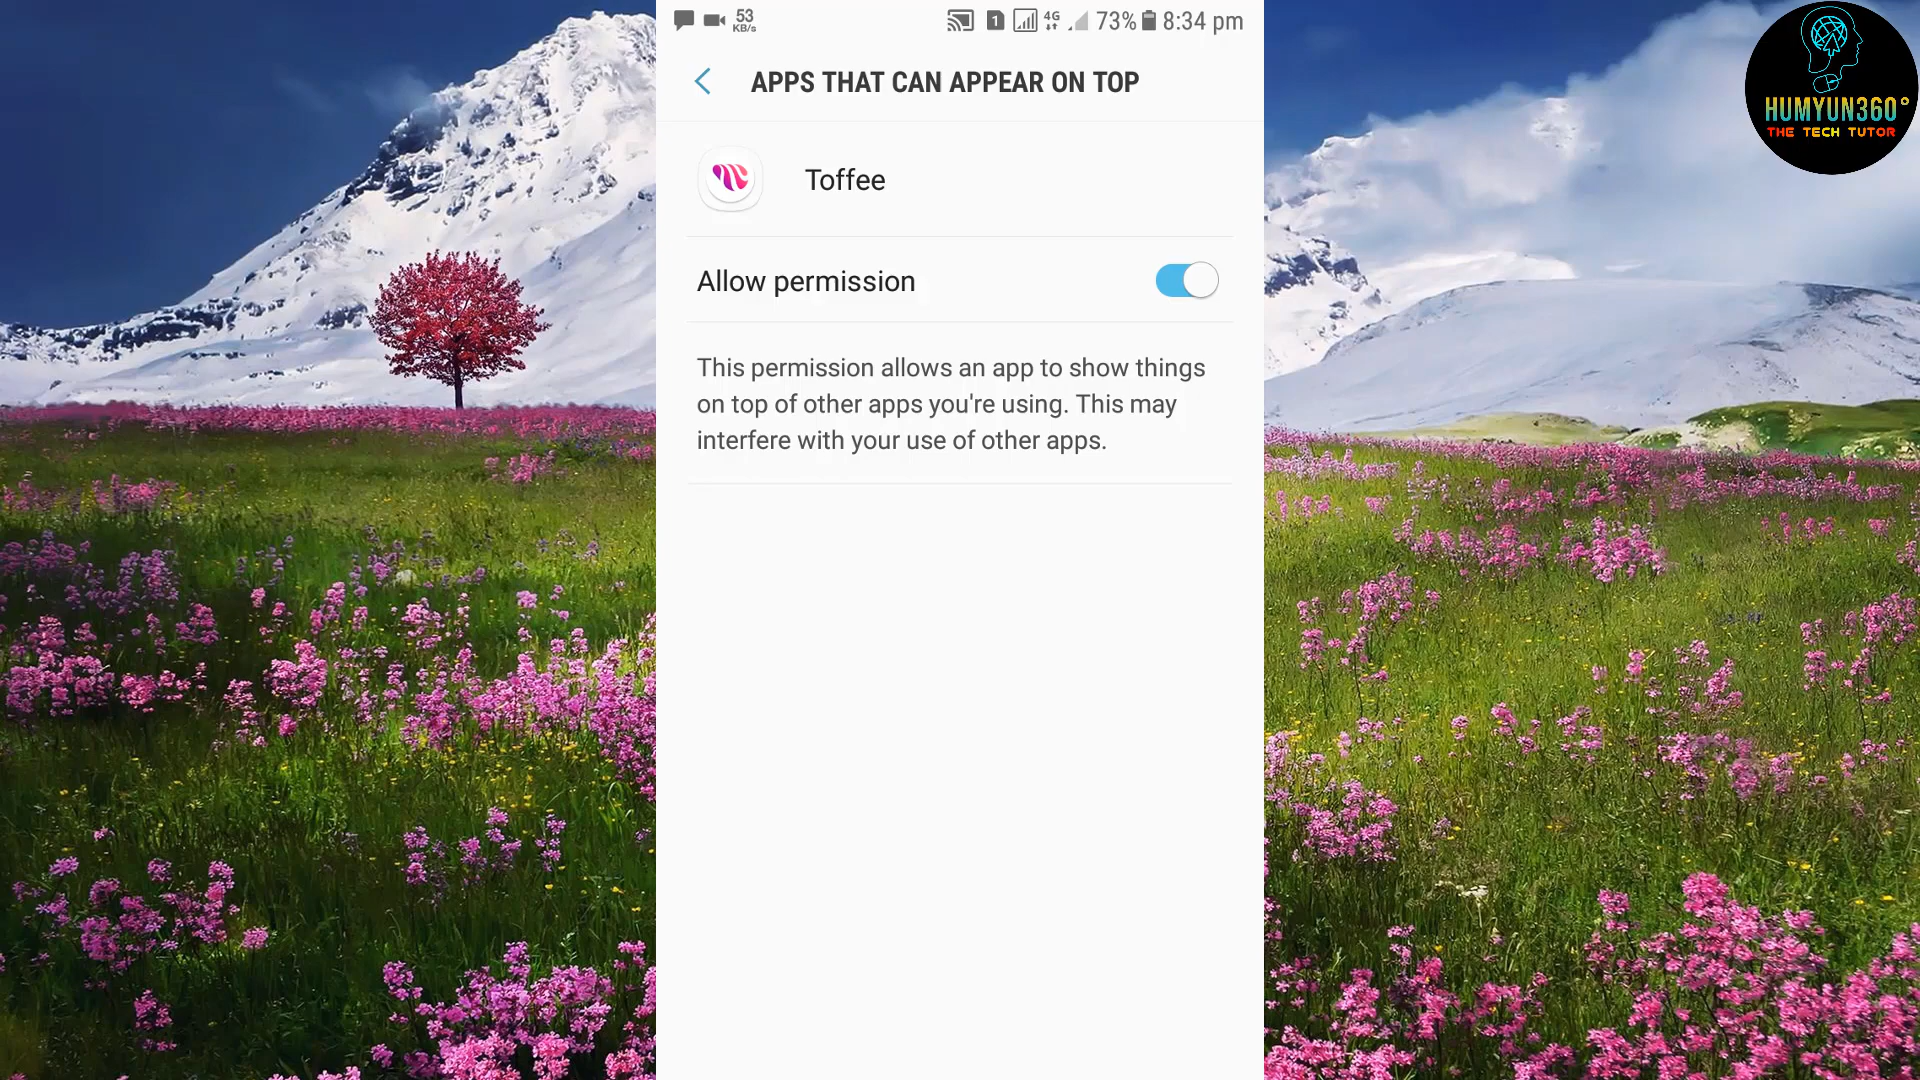 53
KB/s
1
4G
73%
8:34 pm
APPS THAT CAN APPEAR ON TOP
Toffee
Allow permission
This permission allows an app to show things
on top of other apps you're using. This may
interfere with your use of other apps.
HUMYUN360°
THE TECH TUTOR